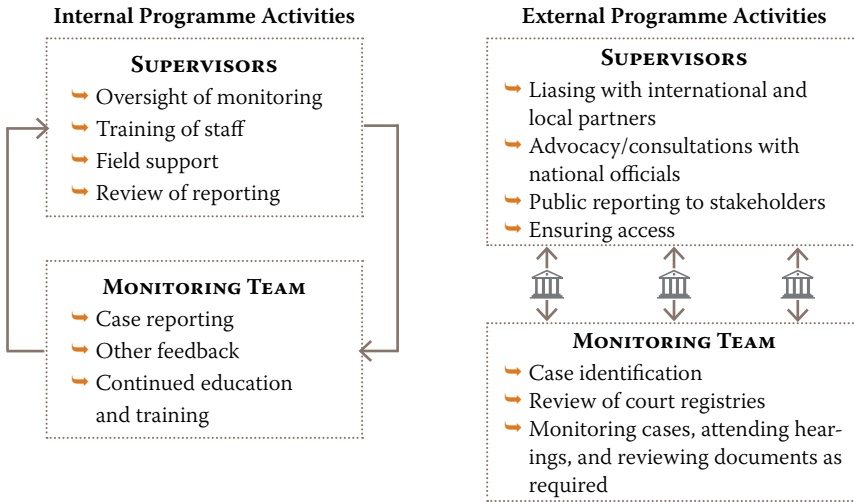 Internal Programme Activities
SUPERVISORS
Oversight of monitoring
Training of staff
Field support
Review of reporting
MONITORING TEAM
Case reporting
Other feedback
Continued education
and training
External Programme Activities
SUPERVISORS
Liasing with international and
local partners
Advocacy/consultations with
national officials
Public reporting to stakeholders
Ensuring access
MONITORING TEAM
Case identification
Review of court registries
Monitoring cases, attending hear-
ings, and reviewing documents as
required